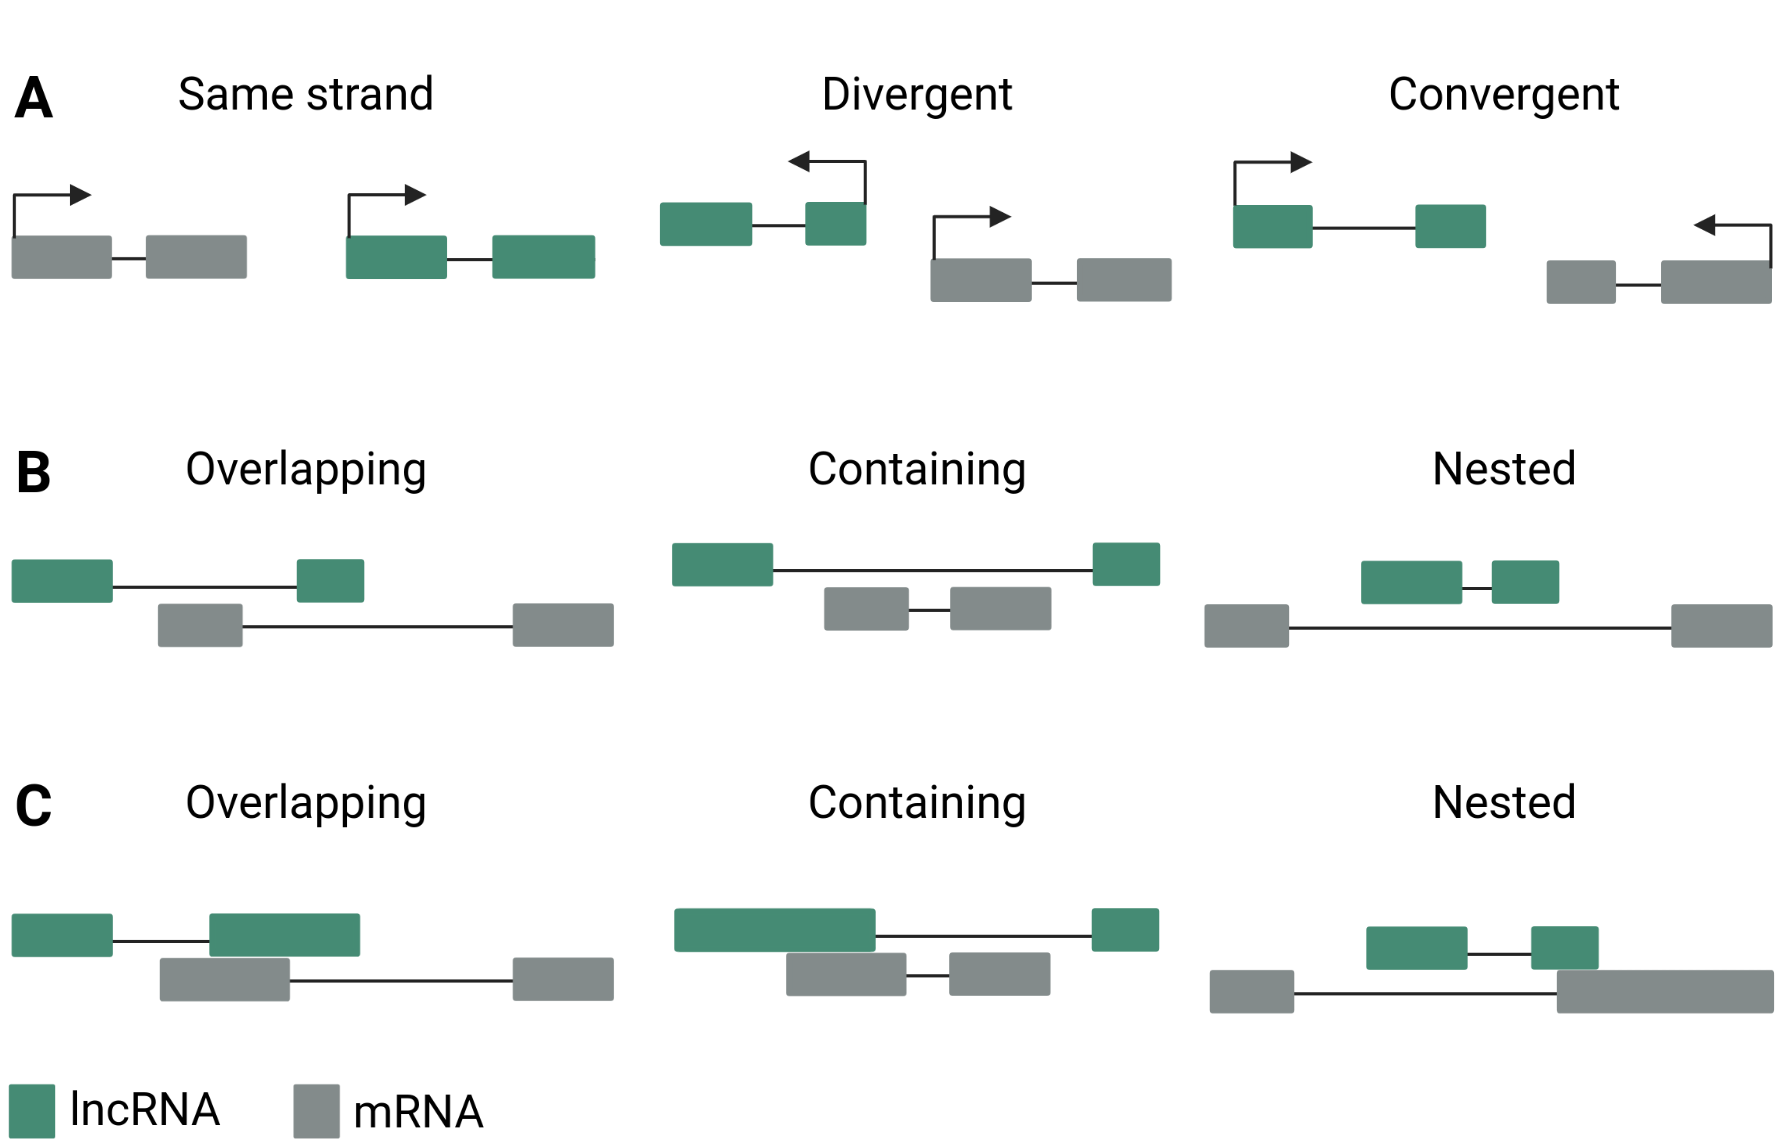 A Same strand Divergent Convergent
B Overlapping Containing Nested
C Overlapping Containing Nested
lncRNA mRNA